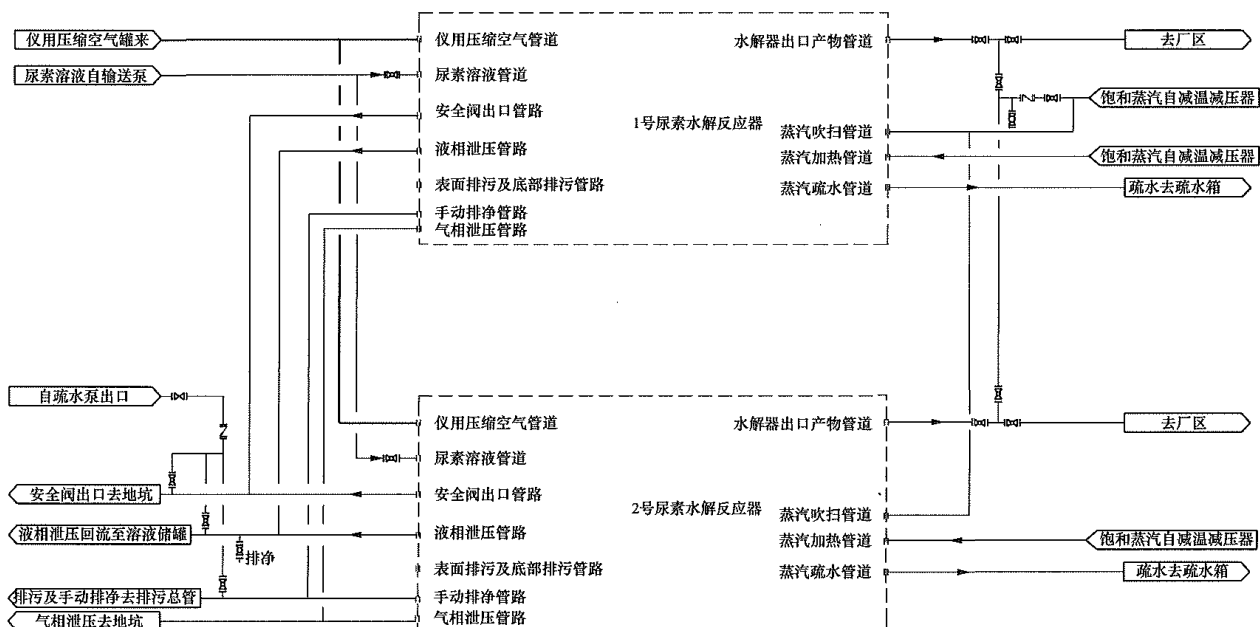 仪用压缩空气罐来
尿素溶液自输送泵
仪用压缩空气管道
尿素溶液管道
安全阀出口管路
液相泄压管路
表面排污及底部排污管路
手动排净管路
气相泄压管路
1号尿素水解反应器
水解器出口产物管道
蒸汽吹扫管道
蒸汽加热管道
蒸汽疏水管道
去厂区
饱和蒸汽自减温减压器
饱和蒸汽自减温减压器
疏水去疏水箱
自疏水泵出口
安全阀出口去地坑
液相泄压回流至溶液储罐
排净
排污及手动排净去排污总管
气相泄压去地坑
仪用压缩空气管道
尿素溶液管道
安全阀出口管路
液相泄压管路
表面排污及底部排污管路
手动排净管路
气相泄压管路
2号尿素水解反应器
水解器出口产物管道
蒸汽吹扫管道
蒸汽加热管道
蒸汽疏水管道
去厂区
饱和蒸汽自减温减压器
疏水去疏水箱